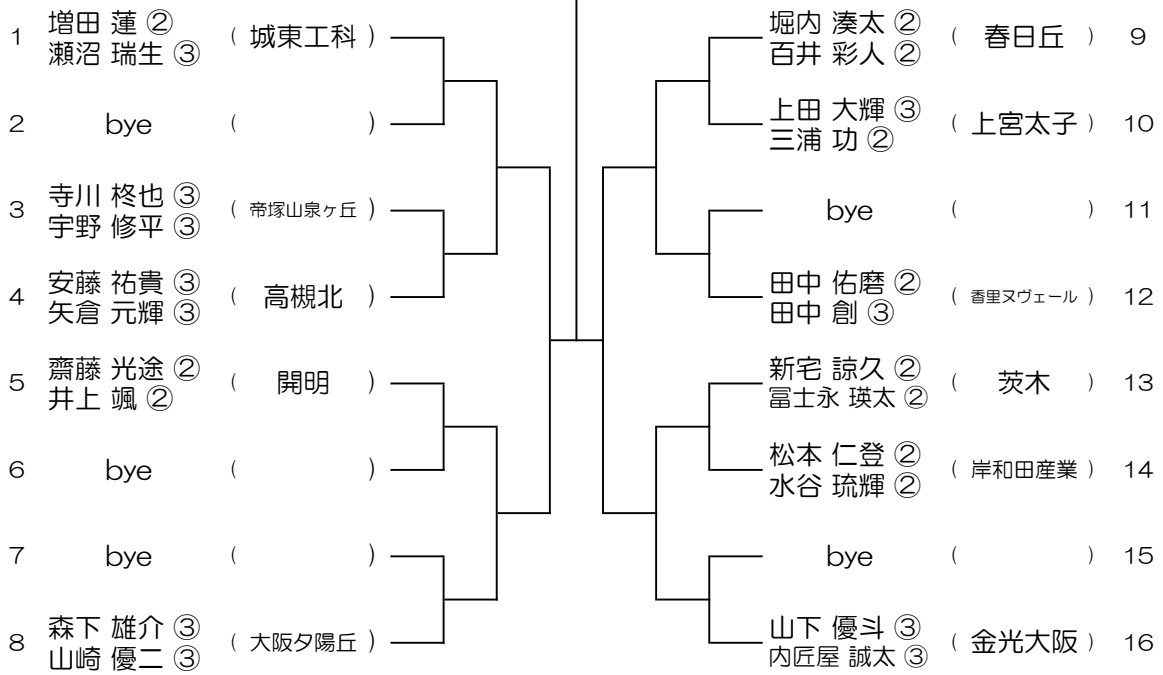 増田 蓮 ②
1 ( 城東工科 )
瀬沼 瑞生 ③
2 bye ( )
寺川 柊也 ③
3 ( 帝塚山泉ヶ丘 )
宇野 修平 ③
安藤 祐貴 ③
4 ( 高槻北 )
矢倉 元輝 ③
齋藤 光途 ②
5 ( 開明 )
井上 颯 ②
6 bye ( )
7 bye ( )
森下 雄介 ③
8 ( 大阪夕陽丘 )
山崎 優二 ③
堀内 湊太 ②
( 春日丘 ) 9
百井 彩人 ②
上田 大輝 ③
( 上宮太子 ) 10
三浦 功 ②
bye ( ) 11
田中 佑磨 ②
( 香里ヌヴェール ) 12
田中 創 ③
新宅 諒久 ②
( 茨木 ) 13
冨士永 瑛太 ②
松本 仁登 ②
( 岸和田産業 ) 14
水谷 琉輝 ②
bye ( ) 15
山下 優斗 ③
( 金光大阪 ) 16
内匠屋 誠太 ③